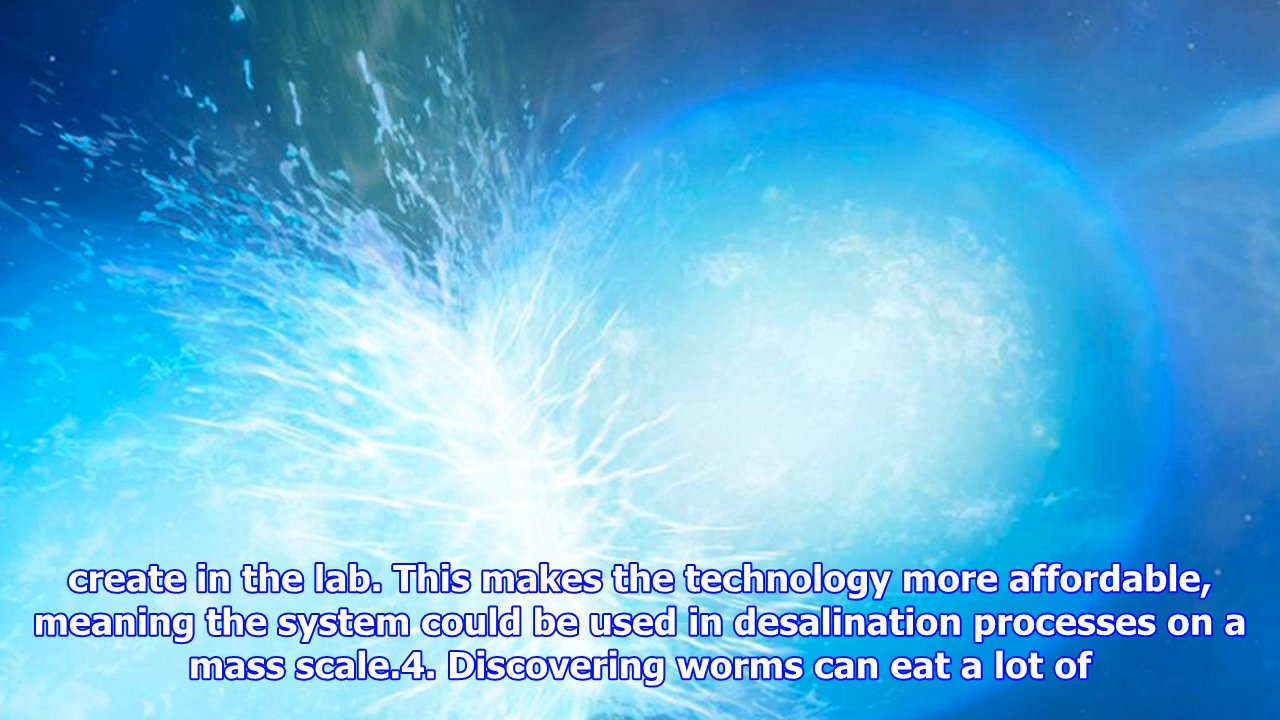 create in the lab. This makes the technology more affordable,
meaning the system could be used in desalination processes on a
mass scale.4. Discovering worms can eat a lot of